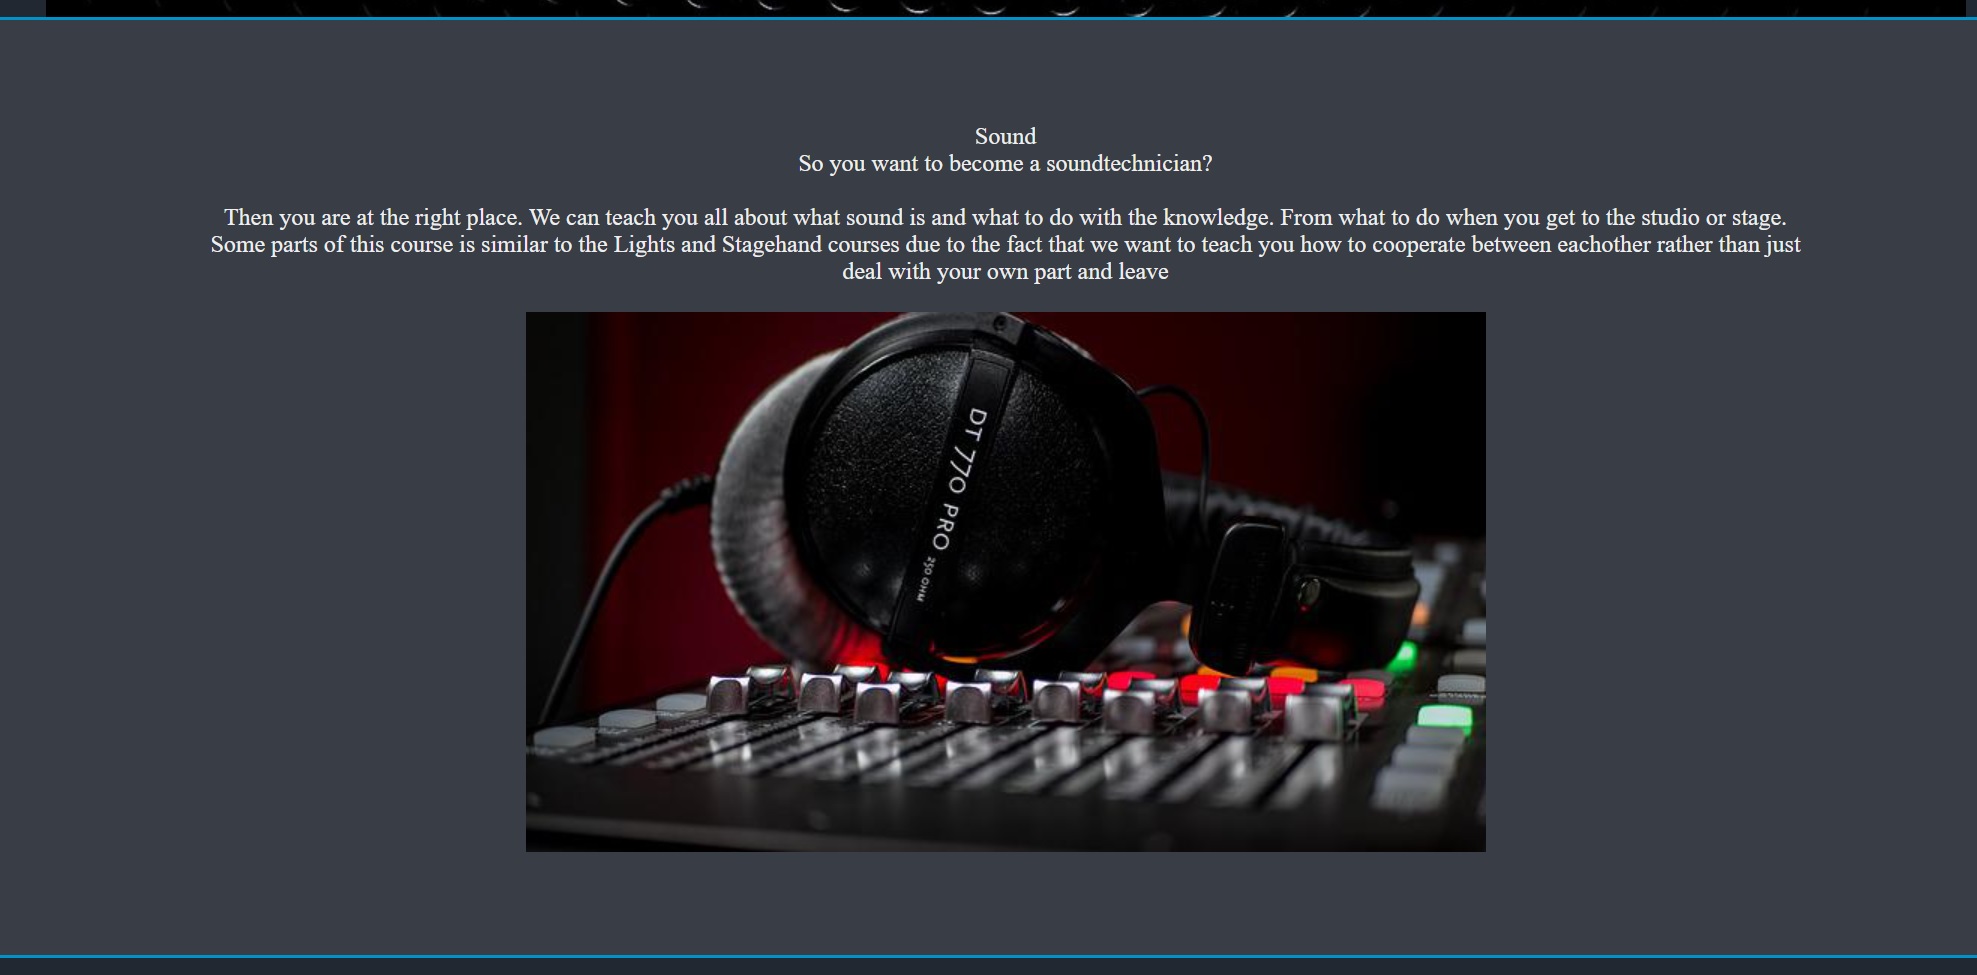 Sound
So you want to become a soundtechnician?
Then you are at the right place. We can teach you all about what sound is and what to do with the knowledge. From what to do when you get to the studio or stage.
Some parts of this course is similar to the Lights and Stagehand courses due to the fact that we want to teach you how to cooperate between eachother rather than just
deal with your own part and leave
DT 770 PRO 250 OHM